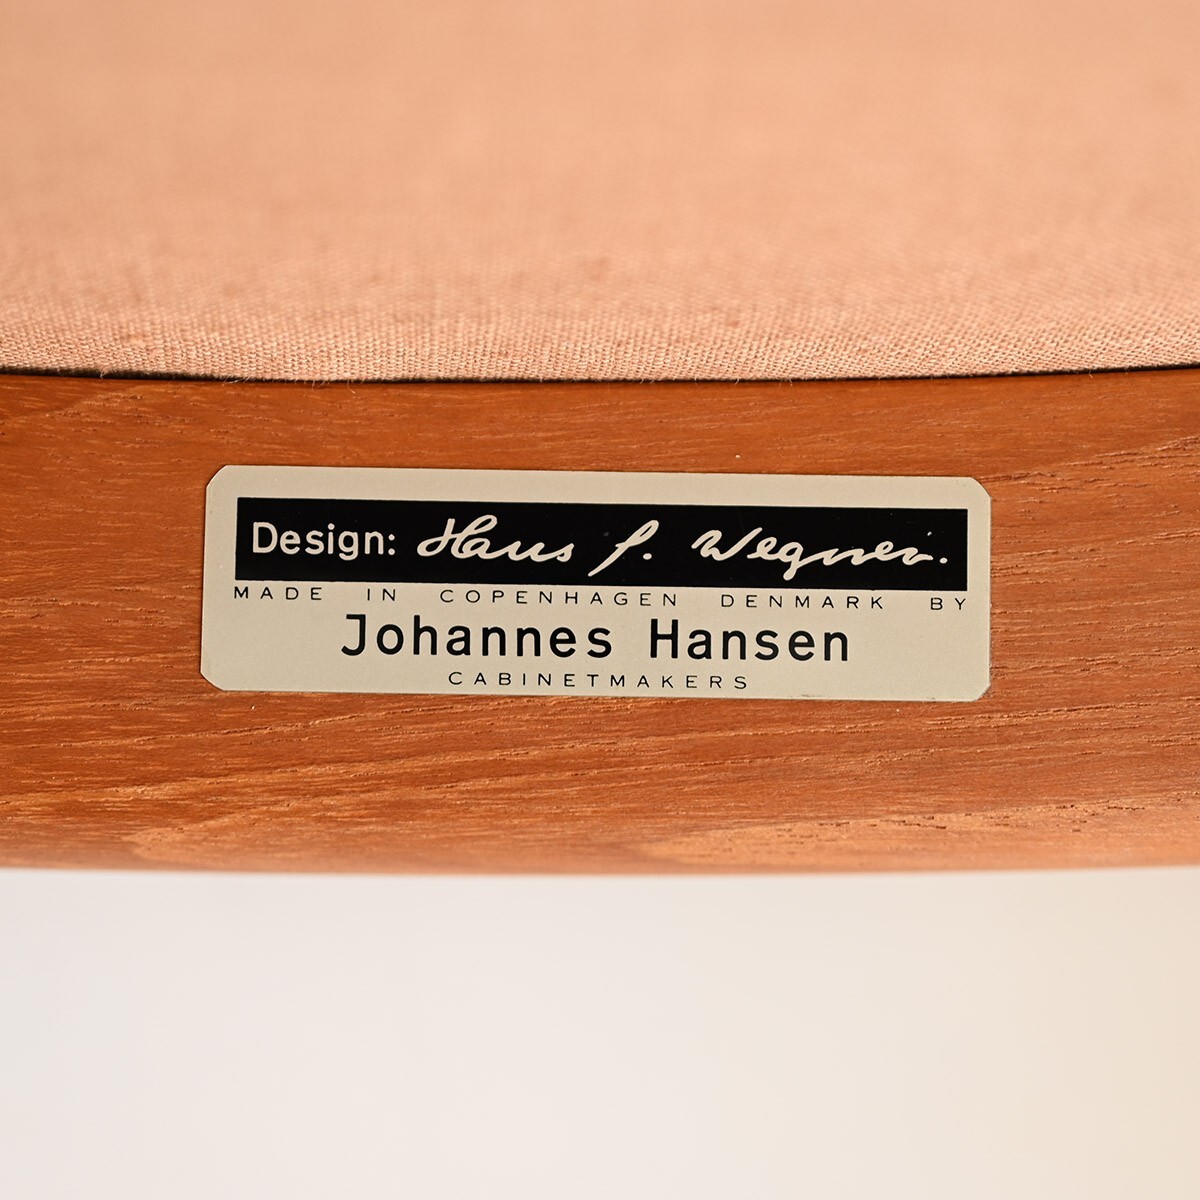 Design: Hans J. Wegner.
MADE IN COPENHAGEN DENMARK BY
Johannes Hansen
CABINETMAKERS